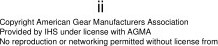 ii
Copyright American Gear Manufacturers Association
Provided by IHS under license with AGMA
No reproduction or networking permitted without license from